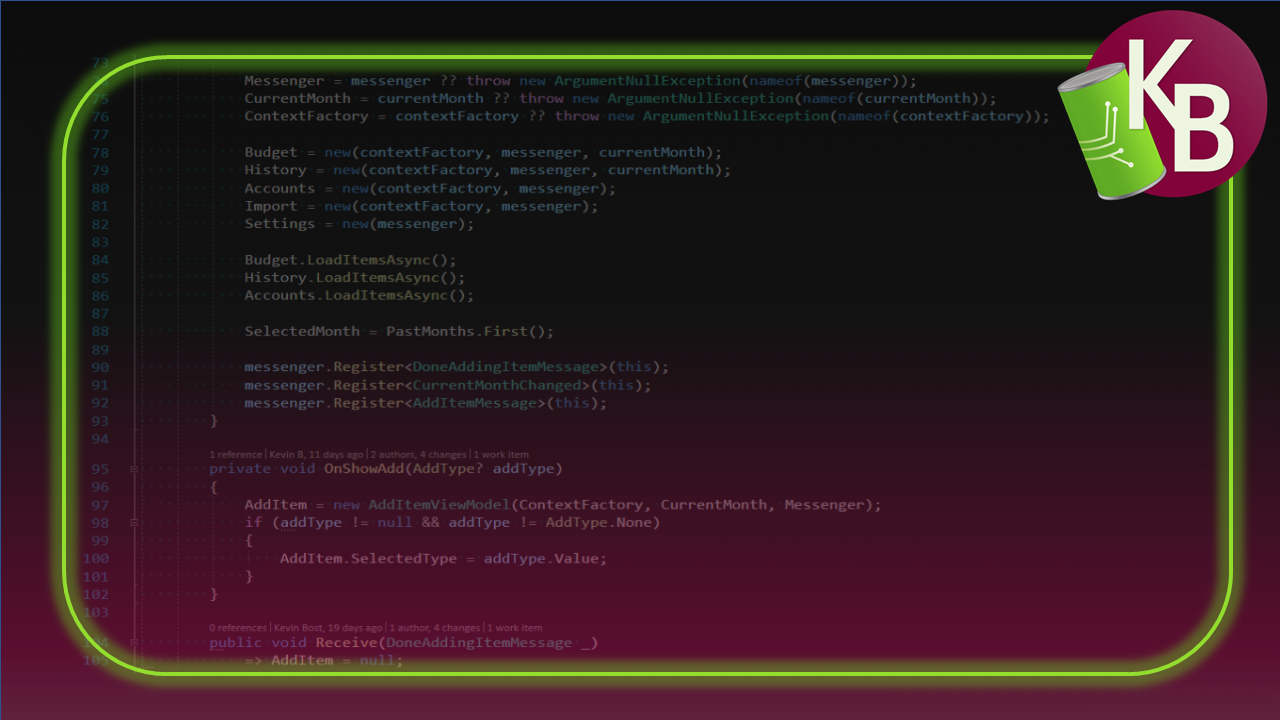 KB
73
Messenger = messenger ?? throw new ArgumentNullException(nameof(messenger));
75 CurrentMonth = currentMonth ?? throw new ArgumentNullException(nameof(currentMonth));
76 ContextFactory = contextFactory ?? throw new ArgumentNullException(nameof(contextFactory));
77
78 Budget = new(contextFactory, messenger, currentMonth);
79 History = new(contextFactory, messenger, currentMonth);
80 Accounts = new(contextFactory, messenger);
81 Import = new(contextFactory, messenger);
82 Settings = new(messenger);
83
84 Budget.LoadItemsAsync();
85 History.LoadItemsAsync();
86 Accounts.LoadItemsAsync();
87
88 SelectedMonth = PastMonths.First();
89
90 messenger.Register<DoneAddingItemMessage>(this);
91 messenger.Register<CurrentMonthChanged>(this);
92 messenger.Register<AddItemMessage>(this);
93 }
94
1 reference | Kevin B, 11 days ago | 2 authors, 4 changes | 1 work item
95 private void OnShowAdd(AddType? addType)
96 {
97 AddItem = new AddItemViewModel(ContextFactory, CurrentMonth, Messenger);
98 if (addType != null && addType != AddType.None)
99 {
100 AddItem.SelectedType = addType.Value;
101 }
102 }
103
0 references | Kevin Bost, 19 days ago | 1 author, 4 changes | 1 work item
104 public void Receive(DoneAddingItemMessage _)
105 => AddItem = null;